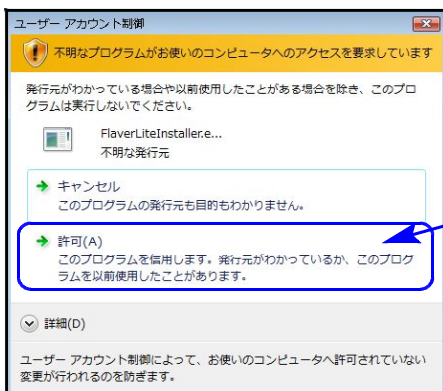 ユーザー アカウント制御
不明なプログラムがお使いのコンピュータへのアクセスを要求しています
発行元がわかっている場合や以前使用したことがある場合を除き、このプロ
グラムは実行しないでください。
FlaverLiteInstaller.e...
不明な発行元
キャンセル
このプログラムの発行元も目的もわかりません。
許可(A)
このプログラムを信用します。発行元がわかっているか、このプログ
ラムを以前使用したことがあります。
詳細(D)
ユーザー アカウント制御によって、お使いのコンピュータへ許可されていない
変更が行われるのを防ぎます。